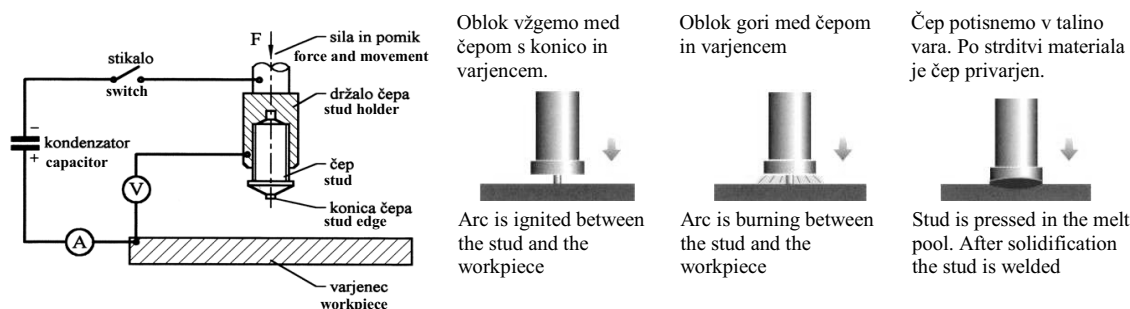 F
sila in pomik
force and movement
stikalo
switch
držalo čepa
stud holder
−
kondenzator
+
capacitor
V
čep
stud
konica čepa
stud edge
A
varjenec
workpiece
Oblok vžgemo med
čepom s konico in
varjencem.
Arc is ignited between
the stud and the
workpiece
Oblok gori med čepom
in varjencem
Arc is burning between
the stud and the
workpiece
Čep potisnemo v talino
vara. Po strditvi materiala
je čep privarjen.
Stud is pressed in the melt
pool. After solidification
the stud is welded